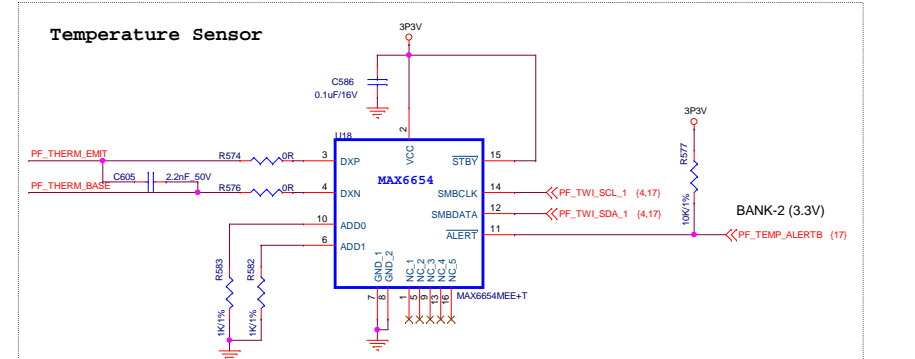 Temperature Sensor
3P3V
C586
0.1uF/16V
3P3V
U18
2
VCC
R577
10K/1%
PF_THERM_EMIT
R574
0R
3
DXP
STBY
15
C605
2.2nF_50V
MAX6654
PF_THERM_BASE
R576
0R
4
DXN
SMBCLK
14
PF_TWI_SCL_1 {4,17}
SMBDATA
12
PF_TWI_SDA_1 {4,17}
BANK-2 (3.3V)
10
ADD0
ALERT
11
PF_TEMP_ALERTB {17}
6
ADD1
R583
1K/1%
R582
1K/1%
GND_1
GND_2
NC_1
NC_2
NC_3
NC_4
NC_5
7
8
1
5
9
13
16
MAX6654MEE+T